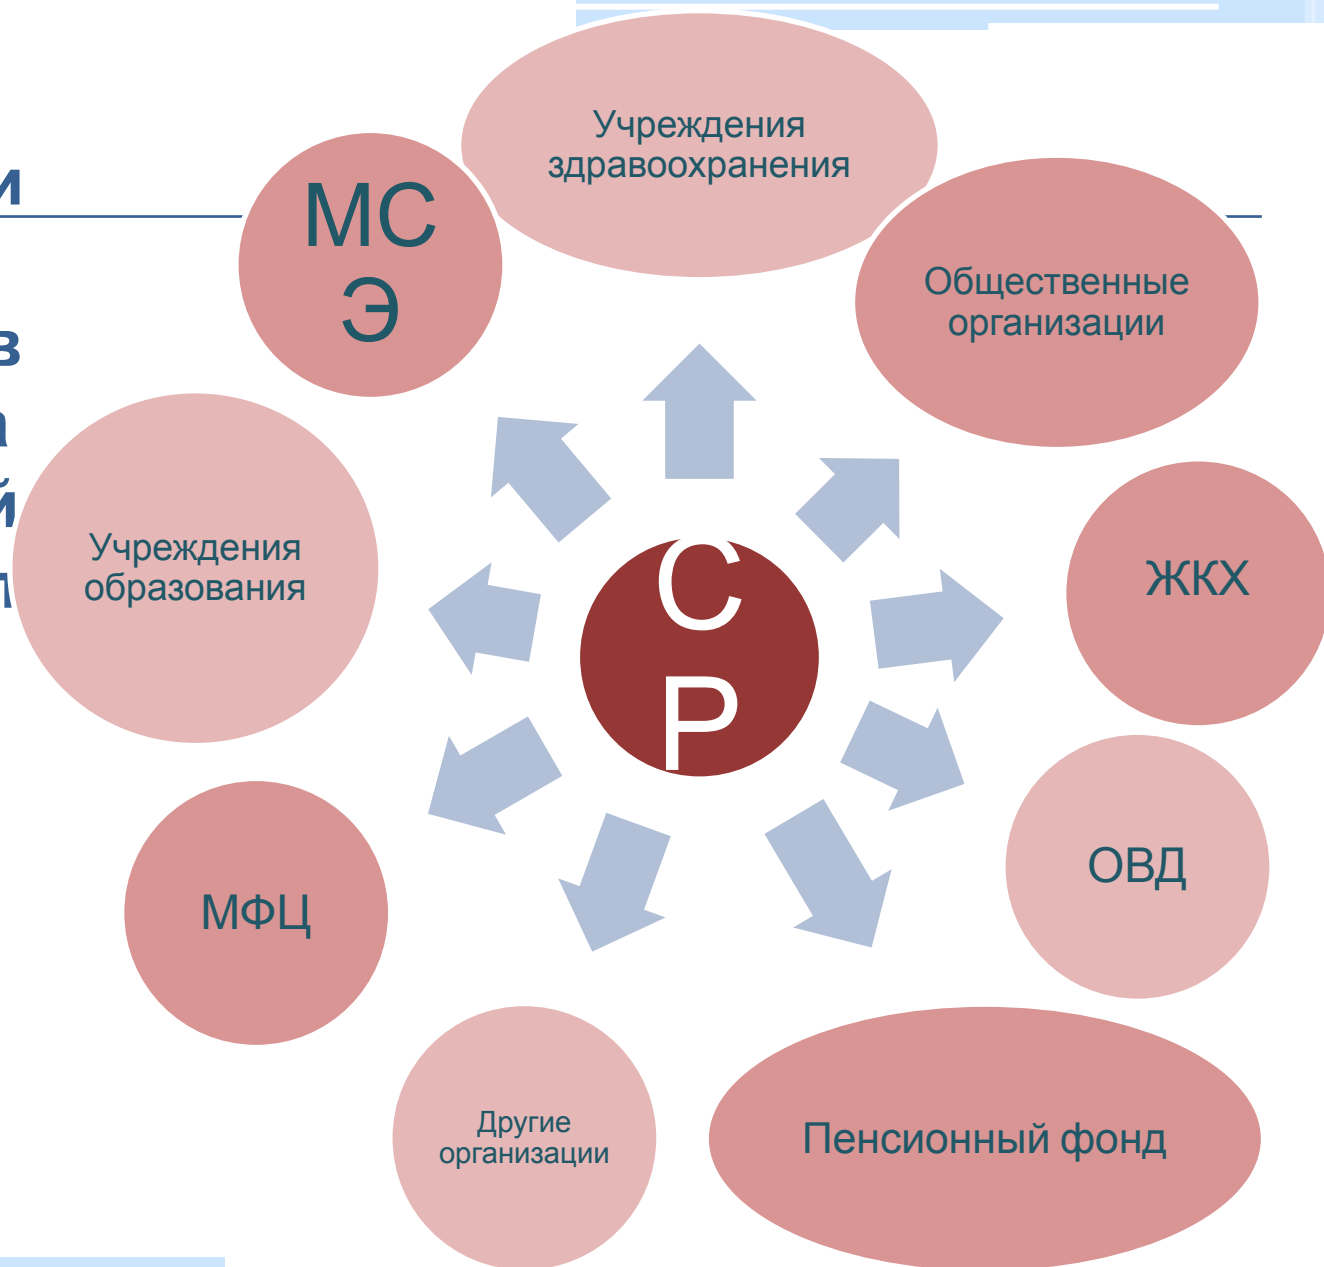 Учреждения
здравоохранения
МС
Э
Общественные
организации
ЖКХ
Учреждения
образования
С
Р
ОВД
МФЦ
Другие
организации
Пенсионный фонд